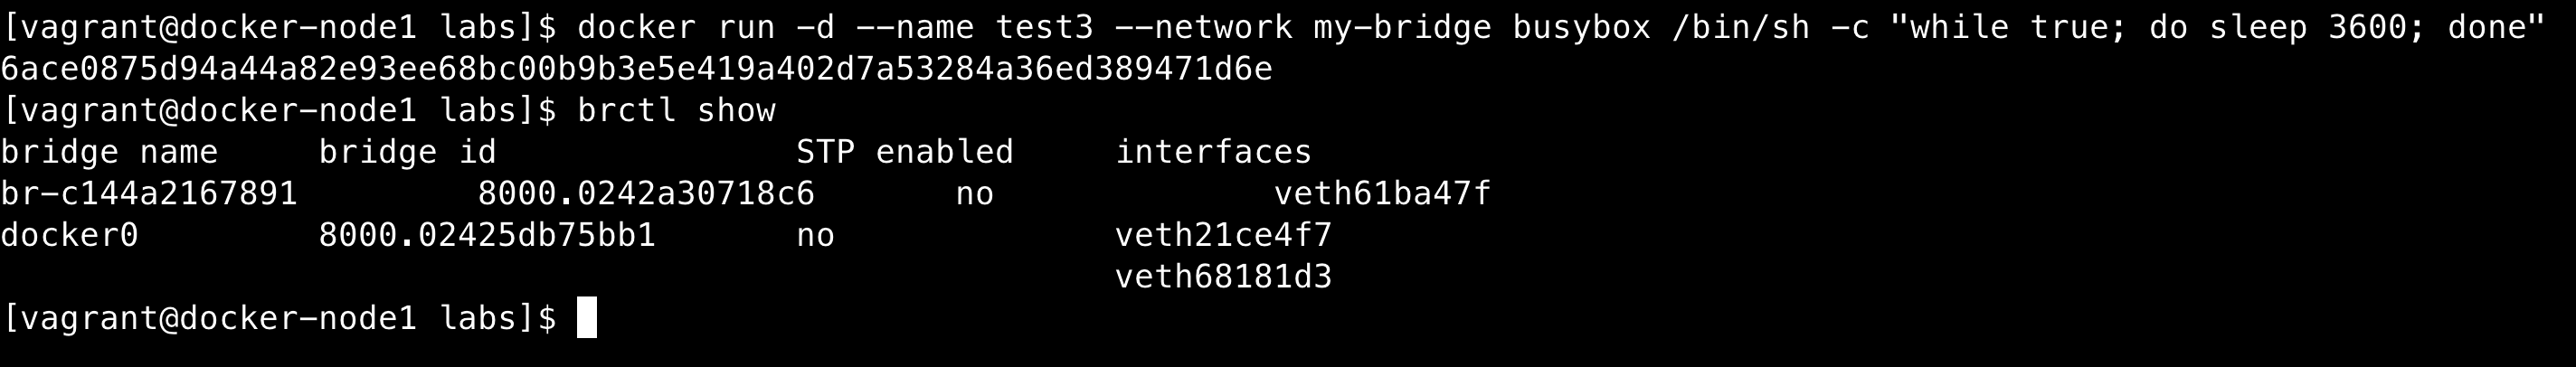 [vagrant@docker-node1 labs]$ docker run -d --name test3 --network my-bridge busybox /bin/sh -c "while true; do sleep 3600; done"
6ace0875d94a44a82e93ee68bc00b9b3e5e419a402d7a53284a36ed389471d6e
[vagrant@docker-node1 labs]$ brctl show
bridge name     bridge id               STP enabled     interfaces
br-c144a2167891         8000.0242a30718c6       no              veth61ba47f
docker0         8000.02425db75bb1       no              veth21ce4f7
                                                        veth68181d3
[vagrant@docker-node1 labs]$